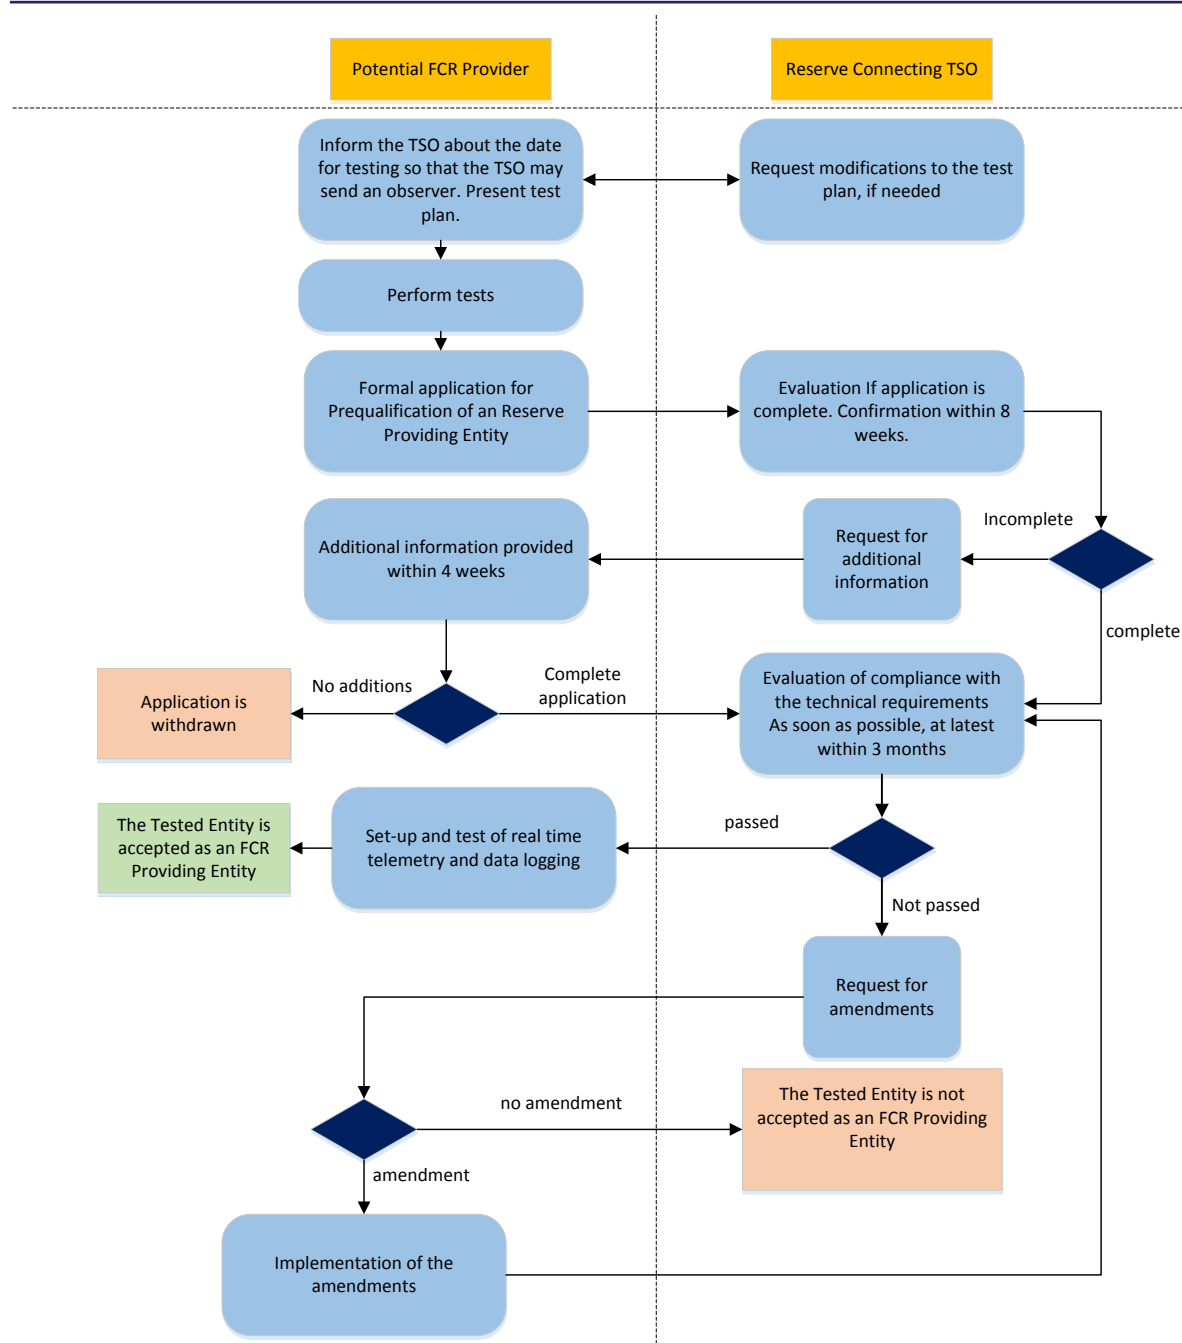 Potential FCR Provider
Reserve Connecting TSO
Inform the TSO about the date
for testing so that the TSO may
send an observer. Present test
plan.
Request modifications to the test
plan, if needed
Perform tests
Formal application for
Prequalification of an Reserve
Providing Entity
Evaluation If application is
complete. Confirmation within 8
weeks.
Incomplete
Request for
additional
information
Additional information provided
within 4 weeks
complete
No additions
Complete
application
Application is
withdrawn
Evaluation of compliance with
the technical requirements
As soon as possible, at latest
within 3 months
passed
Set-up and test of real time
telemetry and data logging
The Tested Entity is
accepted as an FCR
Providing Entity
Not passed
Request for
amendments
no amendment
The Tested Entity is not
accepted as an FCR Providing
Entity
amendment
Implementation of the
amendments